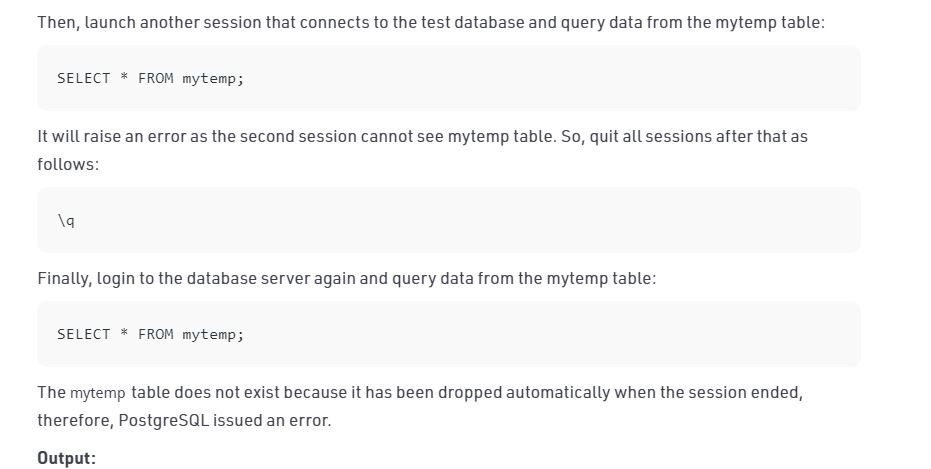 Then, launch another session that connects to the test database and query data from the mytemp table:
SELECT * FROM mytemp;
It will raise an error as the second session cannot see mytemp table. So, quit all sessions after that as
follows:
\q
Finally, login to the database server again and query data from the mytemp table:
SELECT * FROM mytemp;
The mytemp table does not exist because it has been dropped automatically when the session ended,
therefore, PostgreSQL issued an error.
Output: